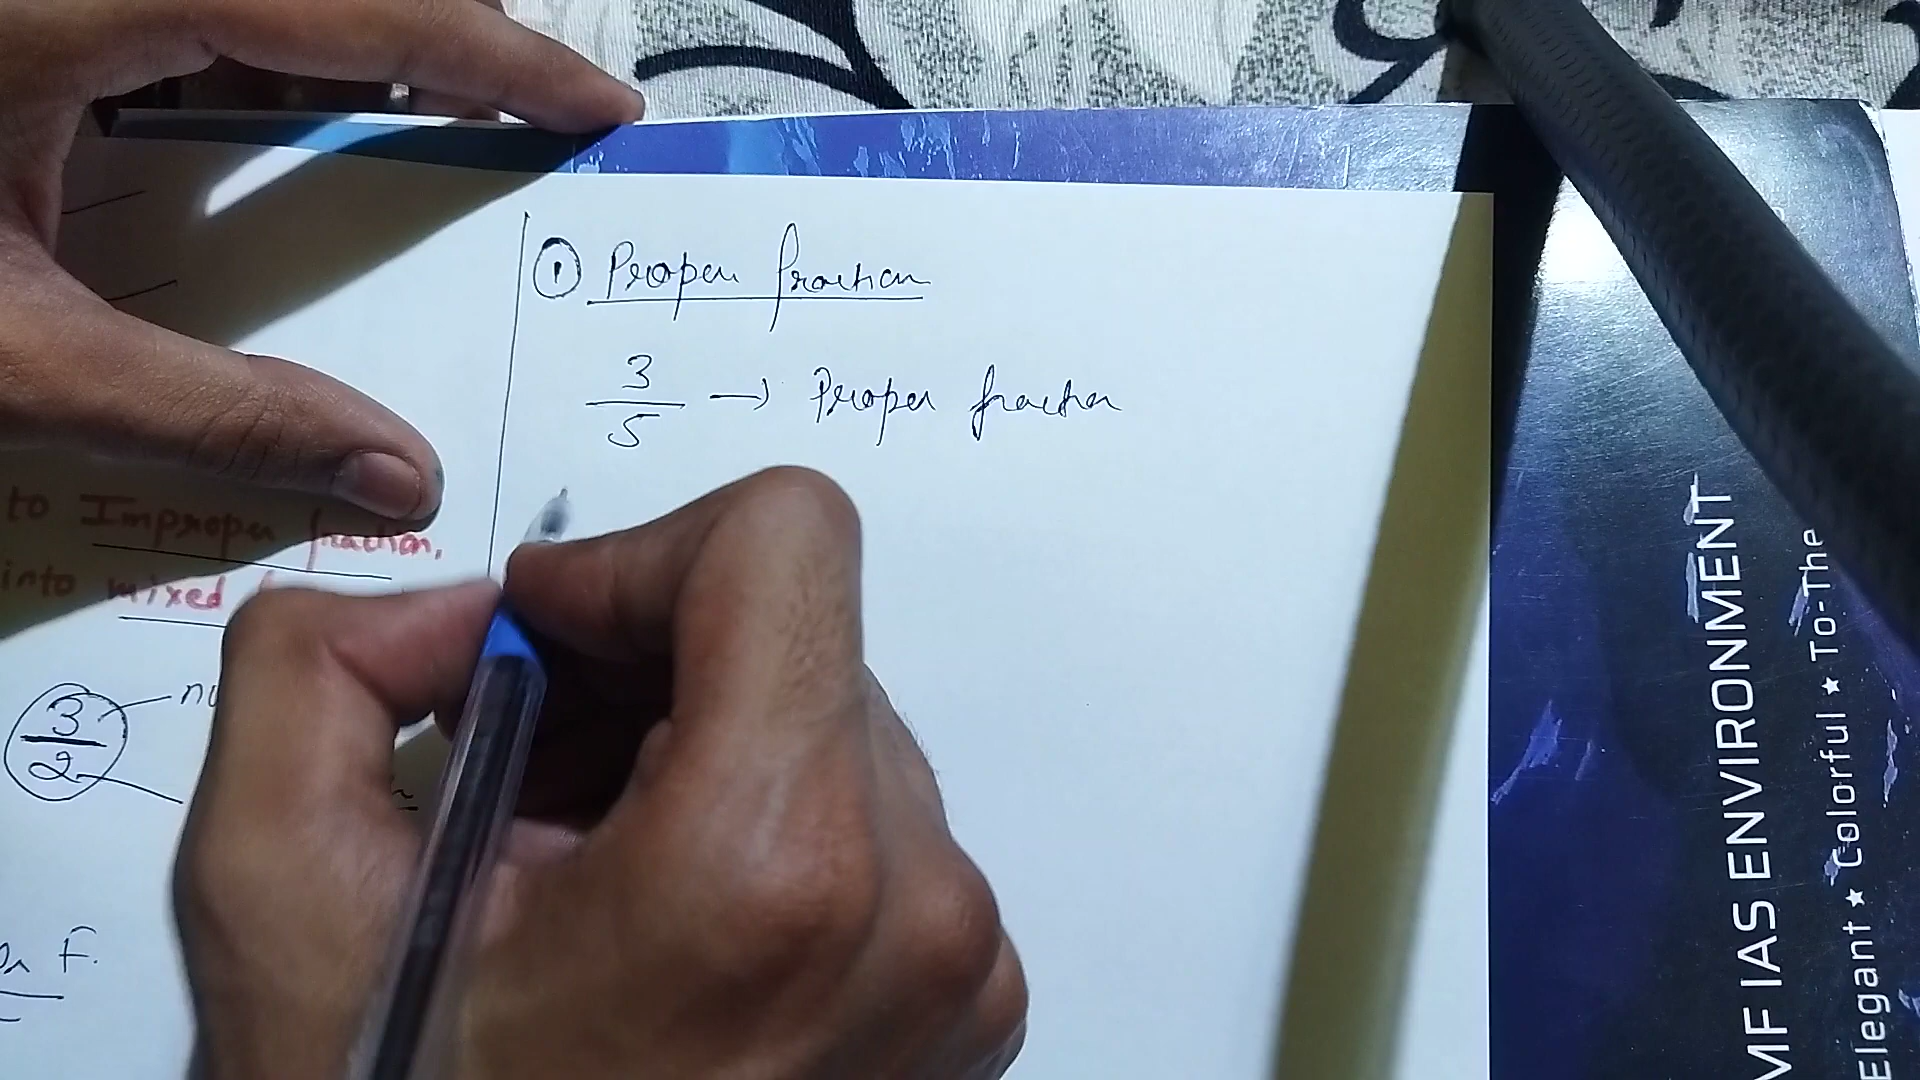 ① Proper fraction
3
5
→ Proper fraction
to Improper fraction,
into mixed
3
2
F.
MF IAS ENVIRONMENT
Elegant ★ Colorful ★ To-The